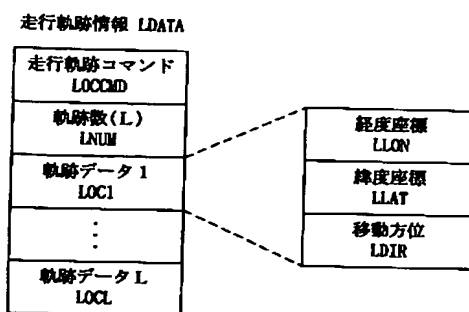 走行軌跡情報 LDATA
走行軌跡コマンド
LOCCMD
軌跡数(L)
LNUM
軌跡データ1
LOC1
⋮
軌跡データL
LOCL
経度座標
LLON
緯度座標
LLAT
移動方位
LDIR